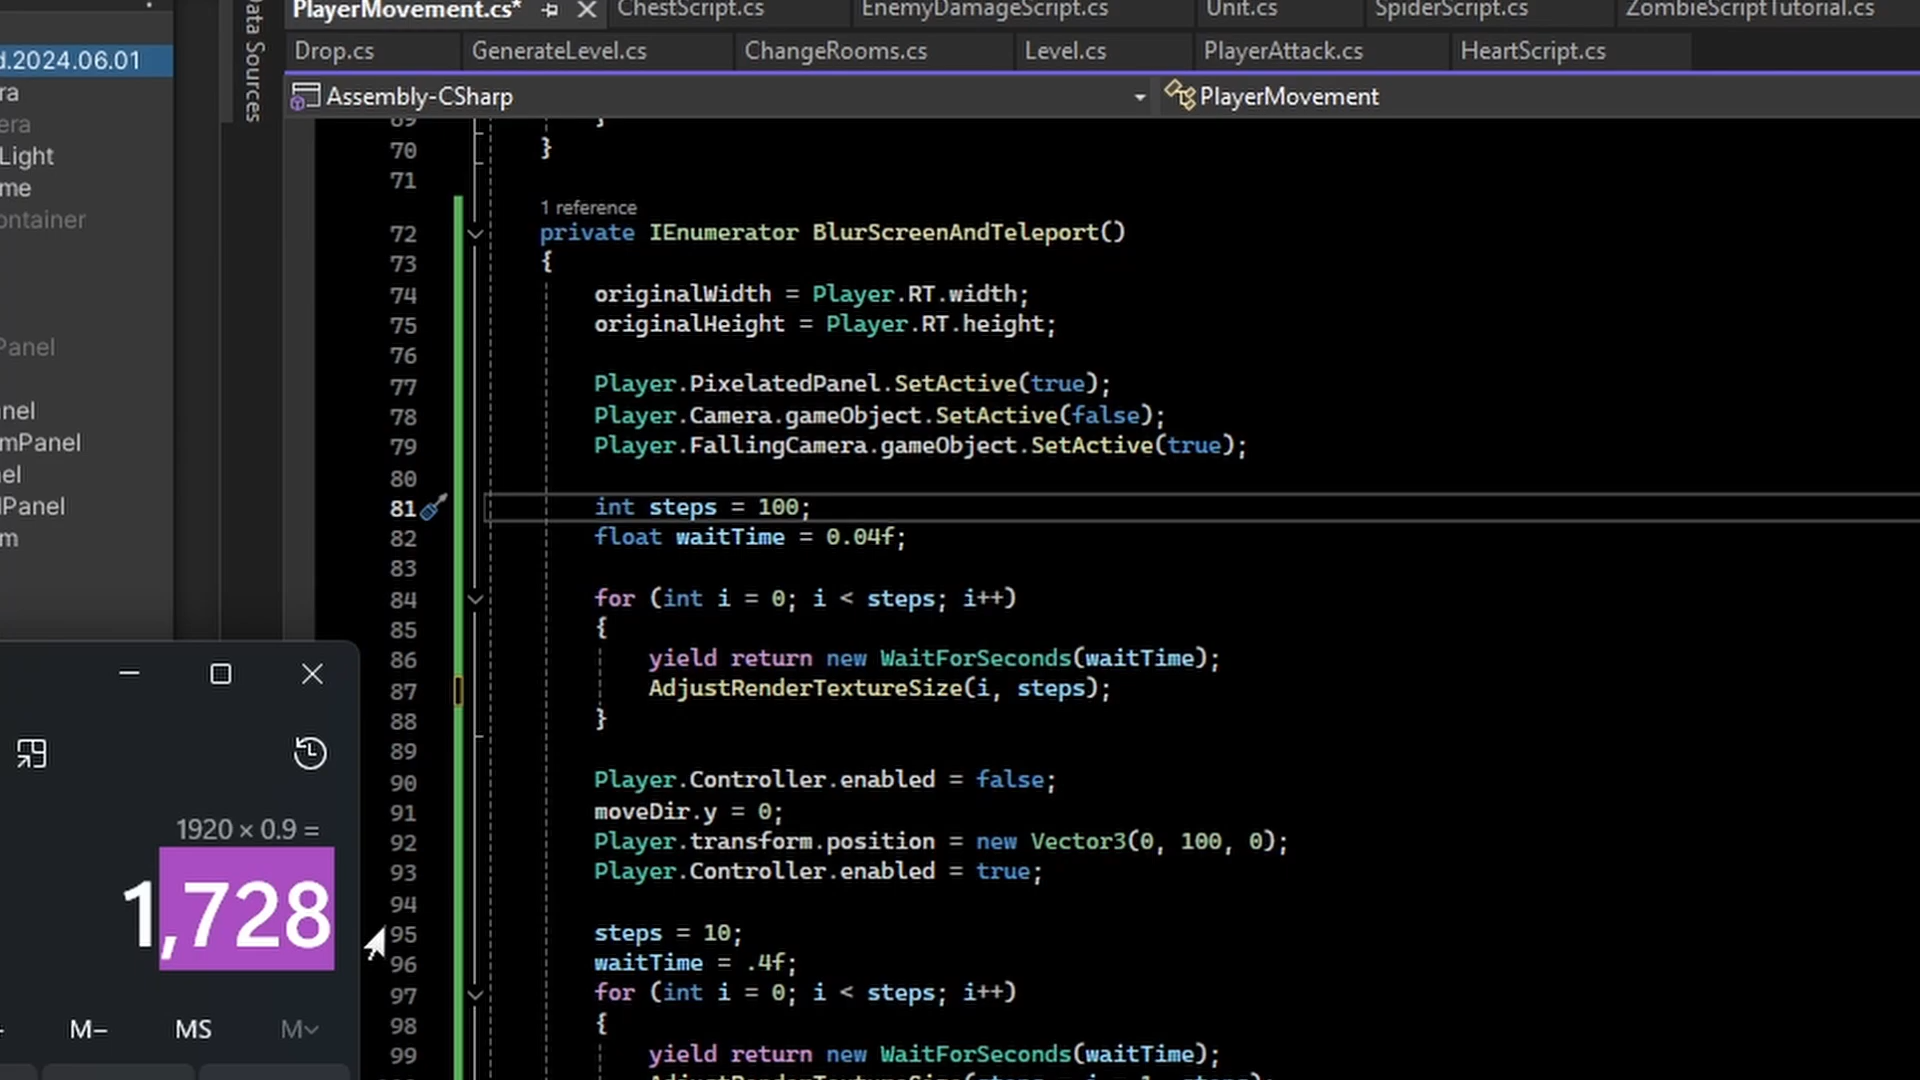 PlayerMovement.cs*
ChestScript.cs
EnemyDamageScript.cs
Unit.cs
SpiderScript.cs
ZombieScriptTutorial.cs
Drop.cs
GenerateLevel.cs
ChangeRooms.cs
Level.cs
PlayerAttack.cs
HeartScript.cs
Assembly-CSharp
PlayerMovement
d.2024.06.01
ra
era
Light
me
ontainer
Panel
nel
mPanel
el
lPanel
m
ata Sources
69 }
70 }
71
1 reference
72 private IEnumerator BlurScreenAndTeleport()
73 {
74 originalWidth = Player.RT.width;
75 originalHeight = Player.RT.height;
76
77 Player.PixelatedPanel.SetActive(true);
78 Player.Camera.gameObject.SetActive(false);
79 Player.FallingCamera.gameObject.SetActive(true);
80
81 int steps = 100;
82 float waitTime = 0.04f;
83
84 for (int i = 0; i < steps; i++)
85 {
86 yield return new WaitForSeconds(waitTime);
87 AdjustRenderTextureSize(i, steps);
88 }
89
90 Player.Controller.enabled = false;
91 moveDir.y = 0;
92 Player.transform.position = new Vector3(0, 100, 0);
93 Player.Controller.enabled = true;
94
95 steps = 10;
96 waitTime = .4f;
97 for (int i = 0; i < steps; i++)
98 {
99 yield return new WaitForSeconds(waitTime);
1920 × 0.9 =
1,728
M−
MS
M